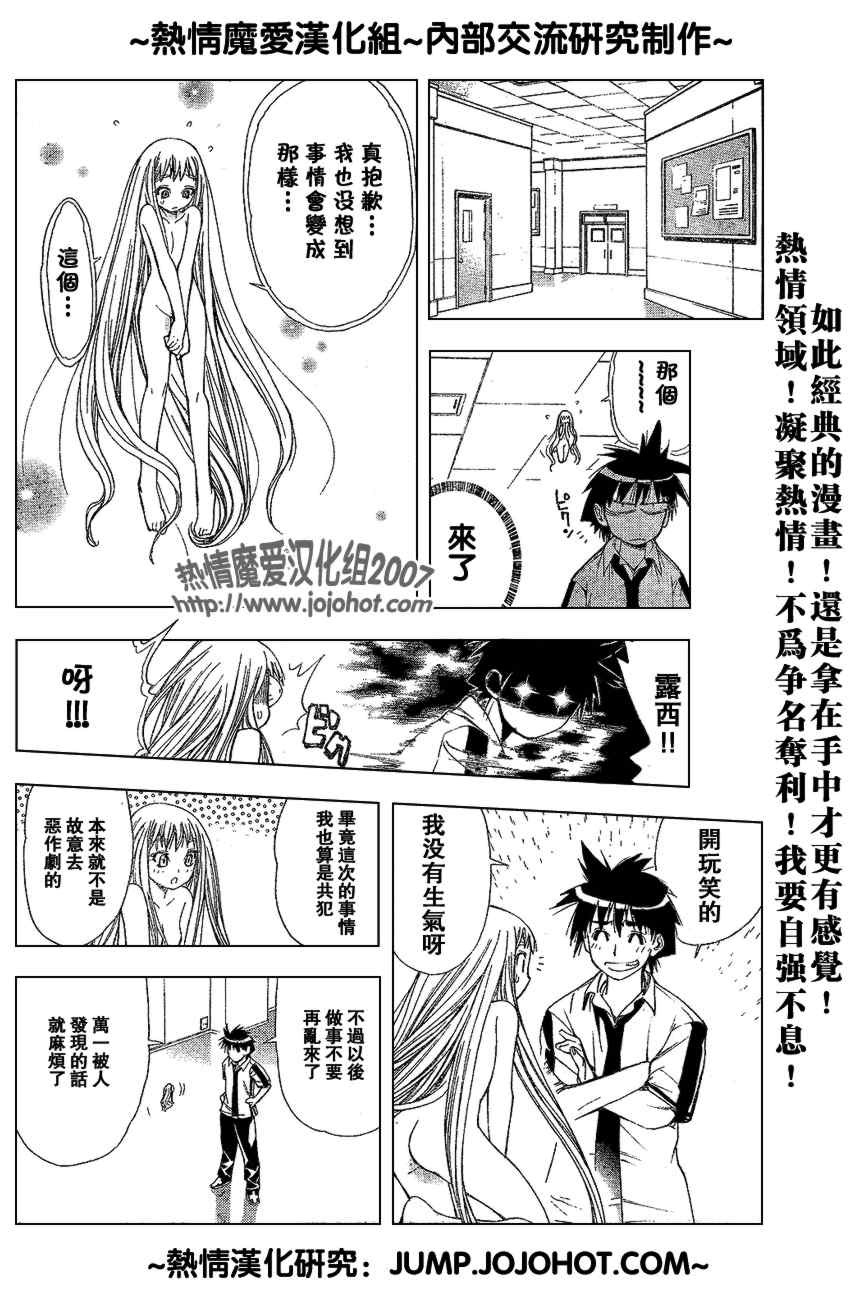 ~熱情魔愛漢化組~內部交流研究制作~
那個
~~~~
來了
ピクン
真抱歉…
我也没想到
事情會變成
那樣…
這個…
熱情魔爱汉化组2007
http://www.jojohot.com
露西!!
ビクッ
呀!!!
開玩笑的
我没有生氣呀
畢竟這次的事情
我也算是共犯
本來就不是
故意去
惡作劇的
不過以後
做事不要
再亂來了
萬一被人
發現的話
就麻煩了
如此經典的漫畫！還是拿在手中才更有感覺！
熱情領域！凝聚熱情！不爲争名奪利！我要自强不息！
~熱情漢化研究：JUMP.JOJOHOT.COM~